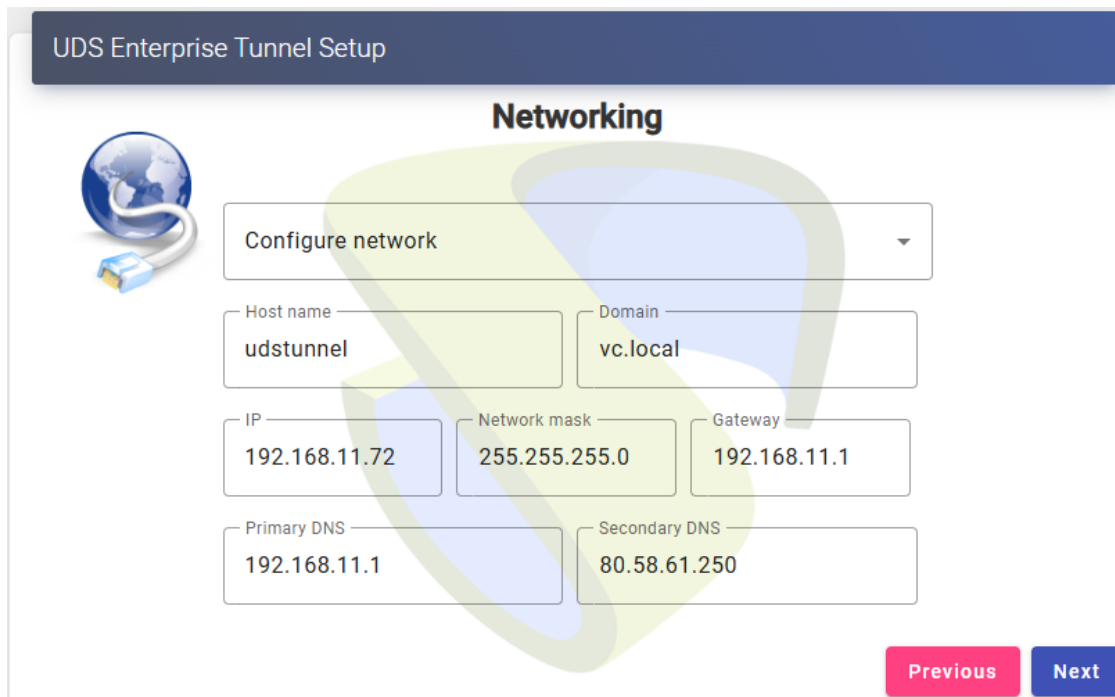 UDS Enterprise Tunnel Setup
Networking
Configure network
Host name
udstunnel
Domain
vc.local
IP
192.168.11.72
Network mask
255.255.255.0
Gateway
192.168.11.1
Primary DNS
192.168.11.1
Secondary DNS
80.58.61.250
Previous
Next